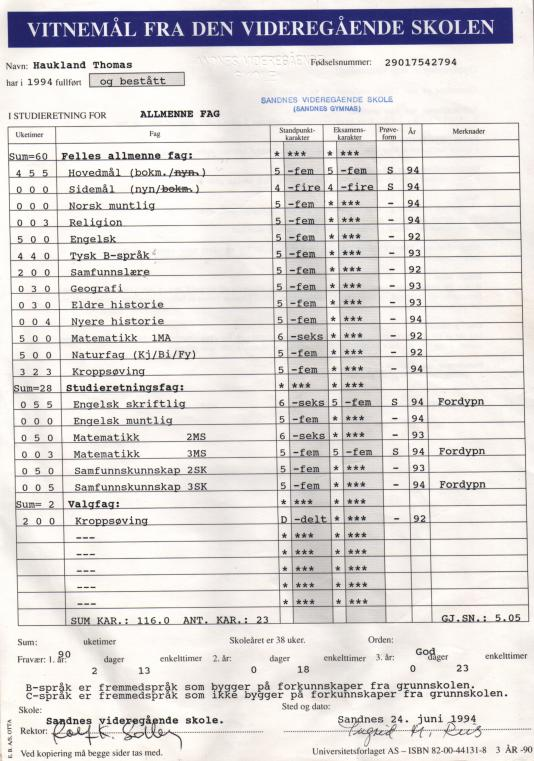 VITNEMÅL FRA DEN VIDEREGÅENDE SKOLEN
Navn: Haukland Thomas Fødselsnummer: 29017542794
har i 1994 fullført og bestått
SANDNES VIDEREGÅENDE SKOLE
(SANDNES GYMNAS)
I STUDIERETNING FOR ALLMENNE FAG
Uketimer Fag Standpunkt-karakter Eksamens-karakter Prøve-form År Merknader
Sum=60 Felles allmenne fag: * *** * ***
4 5 5 Hovedmål (bokm./nyn.) 5 -fem 5 -fem S 94
0 0 0 Sidemål (nyn/bokm.) 4 -fire 4 -fire S 94
0 0 0 Norsk muntlig 5 -fem * *** - 94
0 0 3 Religion 5 -fem * *** - 94
5 0 0 Engelsk 5 -fem * *** - 92
4 4 0 Tysk B-språk 5 -fem * *** - 93
2 0 0 Samfunnslære 5 -fem * *** - 92
0 3 0 Geografi 5 -fem * *** - 93
0 3 0 Eldre historie 5 -fem * *** - 93
0 0 4 Nyere historie 5 -fem * *** - 94
5 0 0 Matematikk 1MA 6 -seks * *** - 92
5 0 0 Naturfag (Kj/Bi/Fy) 5 -fem * *** - 92
3 2 3 Kroppsøving 5 -fem * *** - 94
Sum=28 Studieretningsfag: * *** * ***
0 5 5 Engelsk skriftlig 6 -seks 5 -fem S 94 Fordypn
0 0 0 Engelsk muntlig 5 -fem * *** - 94
0 5 0 Matematikk 2MS 6 -seks * *** - 93
0 0 3 Matematikk 3MS 5 -fem 5 -fem S 94 Fordypn
0 5 0 Samfunnskunnskap 2SK 5 -fem * *** - 93
0 0 5 Samfunnskunnskap 3SK 5 -fem * *** - 94 Fordypn
Sum= 2 Valgfag: * *** * ***
2 0 0 Kroppsøving D -delt * *** - 92
--- * *** * ***
--- * *** * ***
--- * *** * ***
--- * *** * ***
--- * *** * ***
SUM KAR.: 116.0 ANT. KAR.: 23 GJ.SN.: 5.05
Sum: 90 uketimer Skoleåret er 38 uker. Orden: God
Fravær: 1. år: 2 dager 13 enkelttimer 2. år: 0 dager 18 enkelttimer 3. år: 0 dager 23 enkelttimer
B-språk er fremmedspråk som bygger på forkunnskaper fra grunnskolen.
C-språk er fremmedspråk som ikke bygger på forkunnskaper fra grunnskolen.
Skole: Sted og dato:
Sandnes videregående skole. Sandnes 24. juni 1994
Rektor: Rolf K.
Ved kopiering må begge sider tas med. Universitetsforlaget AS – ISBN 82-00-44131-8 3 ÅR -90
E. B. A/S, OTTA